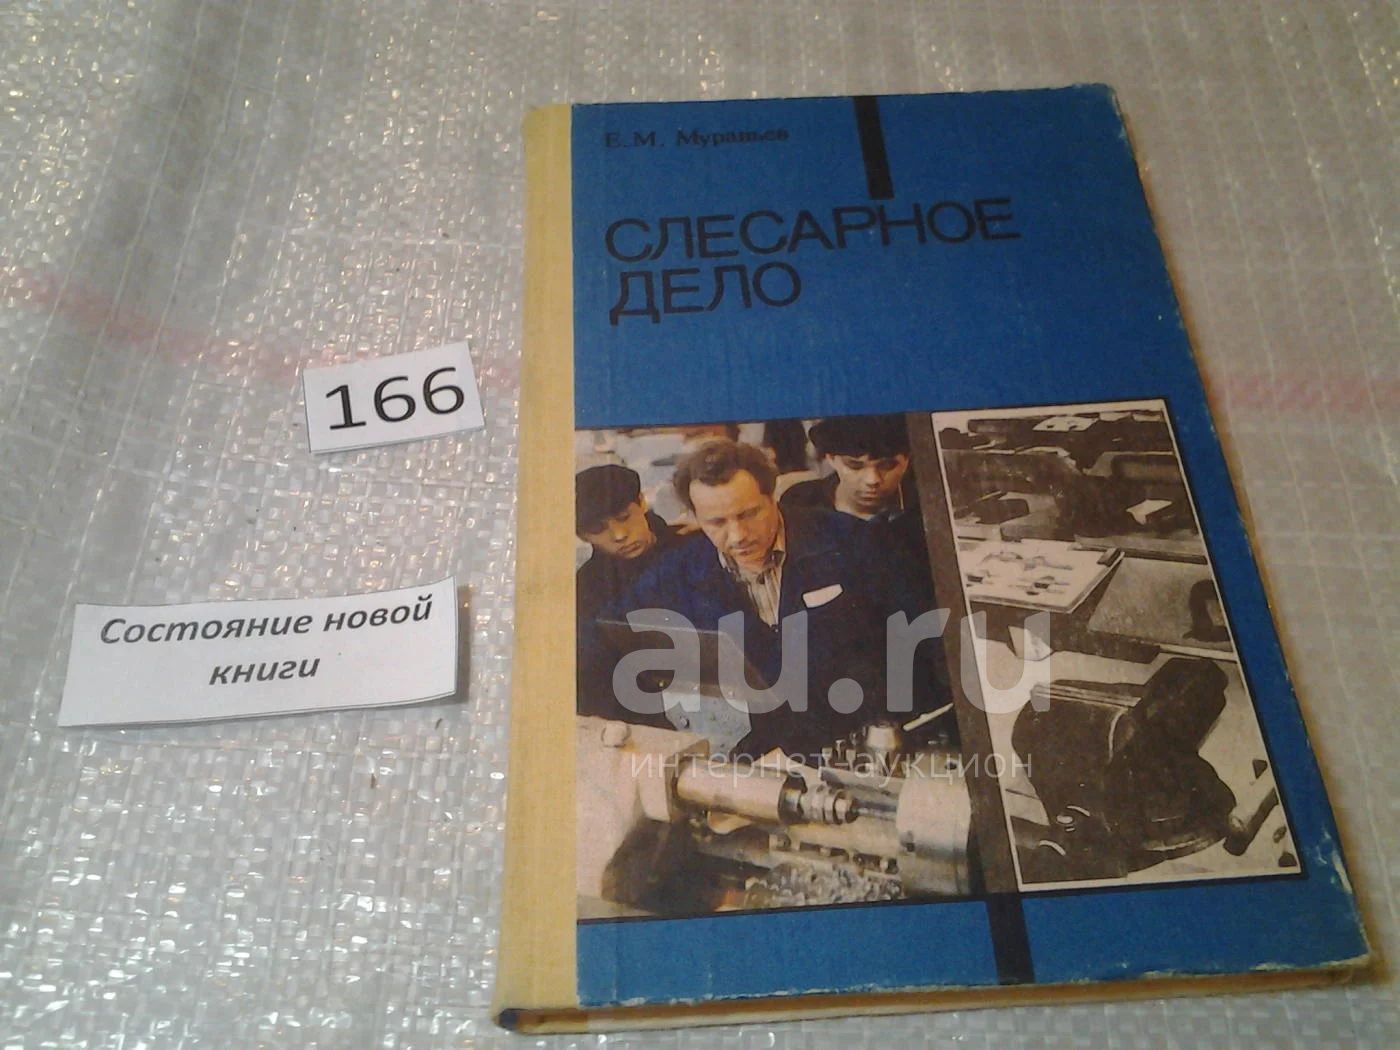 Е. М. Муравьев
СЛЕСАРНОЕ
ДЕЛО
166
Состояние новой
книги
au.ru
интернет-аукцион